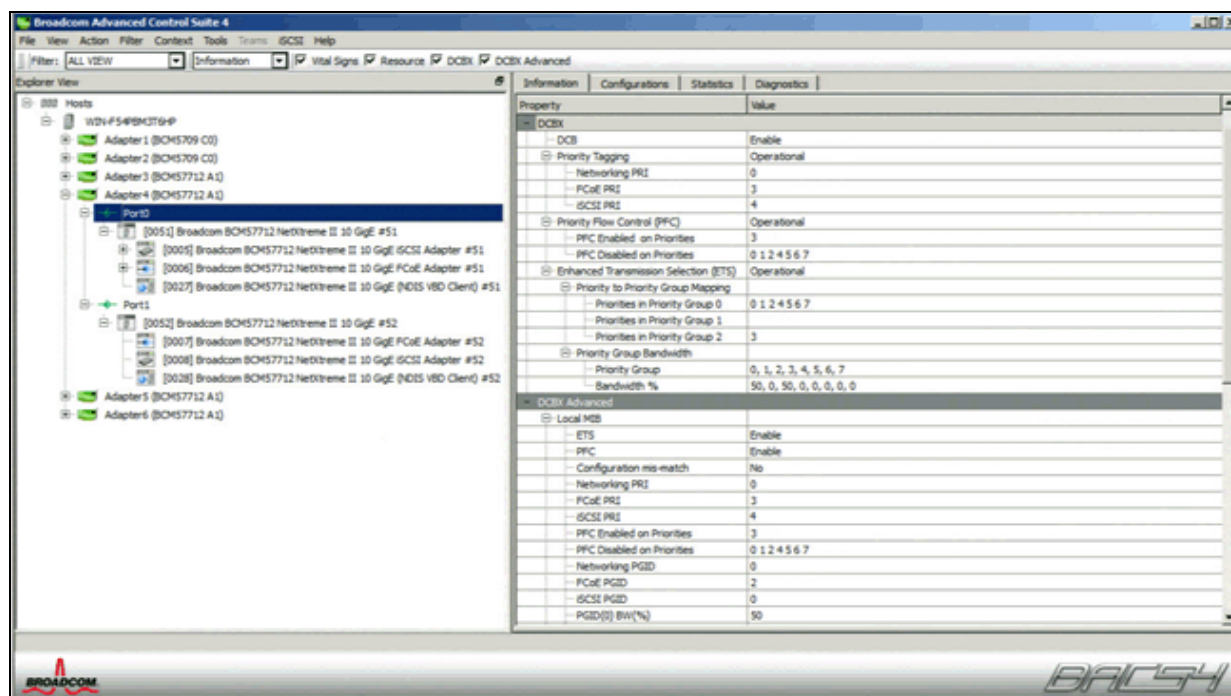 Broadcom Advanced Control Suite 4
File View Action Filter Context Tools Teams iSCSI Help
Filter: ALL VIEW Information Vital Signs Resource DCBX DCBX Advanced
Explorer View
Hosts
WIN-F54PBM3T6HP
Adapter1 (BCM5709 C0)
Adapter2 (BCM5709 C0)
Adapter3 (BCM57712 A1)
Adapter4 (BCM57712 A1)
Port0
[0051] Broadcom BCM57712 NetXtreme II 10 GigE #51
[0005] Broadcom BCM57712 NetXtreme II 10 GigE iSCSI Adapter #51
[0006] Broadcom BCM57712 NetXtreme II 10 GigE FCoE Adapter #51
[0027] Broadcom BCM57712 NetXtreme II 10 GigE (NDIS VBD Client) #51
Port1
[0052] Broadcom BCM57712 NetXtreme II 10 GigE #52
[0007] Broadcom BCM57712 NetXtreme II 10 GigE FCoE Adapter #52
[0008] Broadcom BCM57712 NetXtreme II 10 GigE iSCSI Adapter #52
[0028] Broadcom BCM57712 NetXtreme II 10 GigE (NDIS VBD Client) #52
Adapter5 (BCM57712 A1)
Adapter6 (BCM57712 A1)
Information Configurations Statistics Diagnostics
Property Value
DCBX
DCB Enable
Priority Tagging Operational
Networking PRI 0
FCoE PRI 3
iSCSI PRI 4
Priority Flow Control (PFC) Operational
PFC Enabled on Priorities 3
PFC Disabled on Priorities 0 1 2 4 5 6 7
Enhanced Transmission Selection (ETS) Operational
Priority to Priority Group Mapping
Priorities in Priority Group 0 0 1 2 4 5 6 7
Priorities in Priority Group 1
Priorities in Priority Group 2 3
Priority Group Bandwidth
Priority Group 0, 1, 2, 3, 4, 5, 6, 7
Bandwidth % 50, 0, 50, 0, 0, 0, 0, 0
DCBX Advanced
Local MIB
ETS Enable
PFC Enable
Configuration mis-match No
Networking PRI 0
FCoE PRI 3
iSCSI PRI 4
PFC Enabled on Priorities 3
PFC Disabled on Priorities 0 1 2 4 5 6 7
Networking PGID 0
FCoE PGID 2
iSCSI PGID 0
PGID(0) BW(%) 50
BROADCOM
BACS4